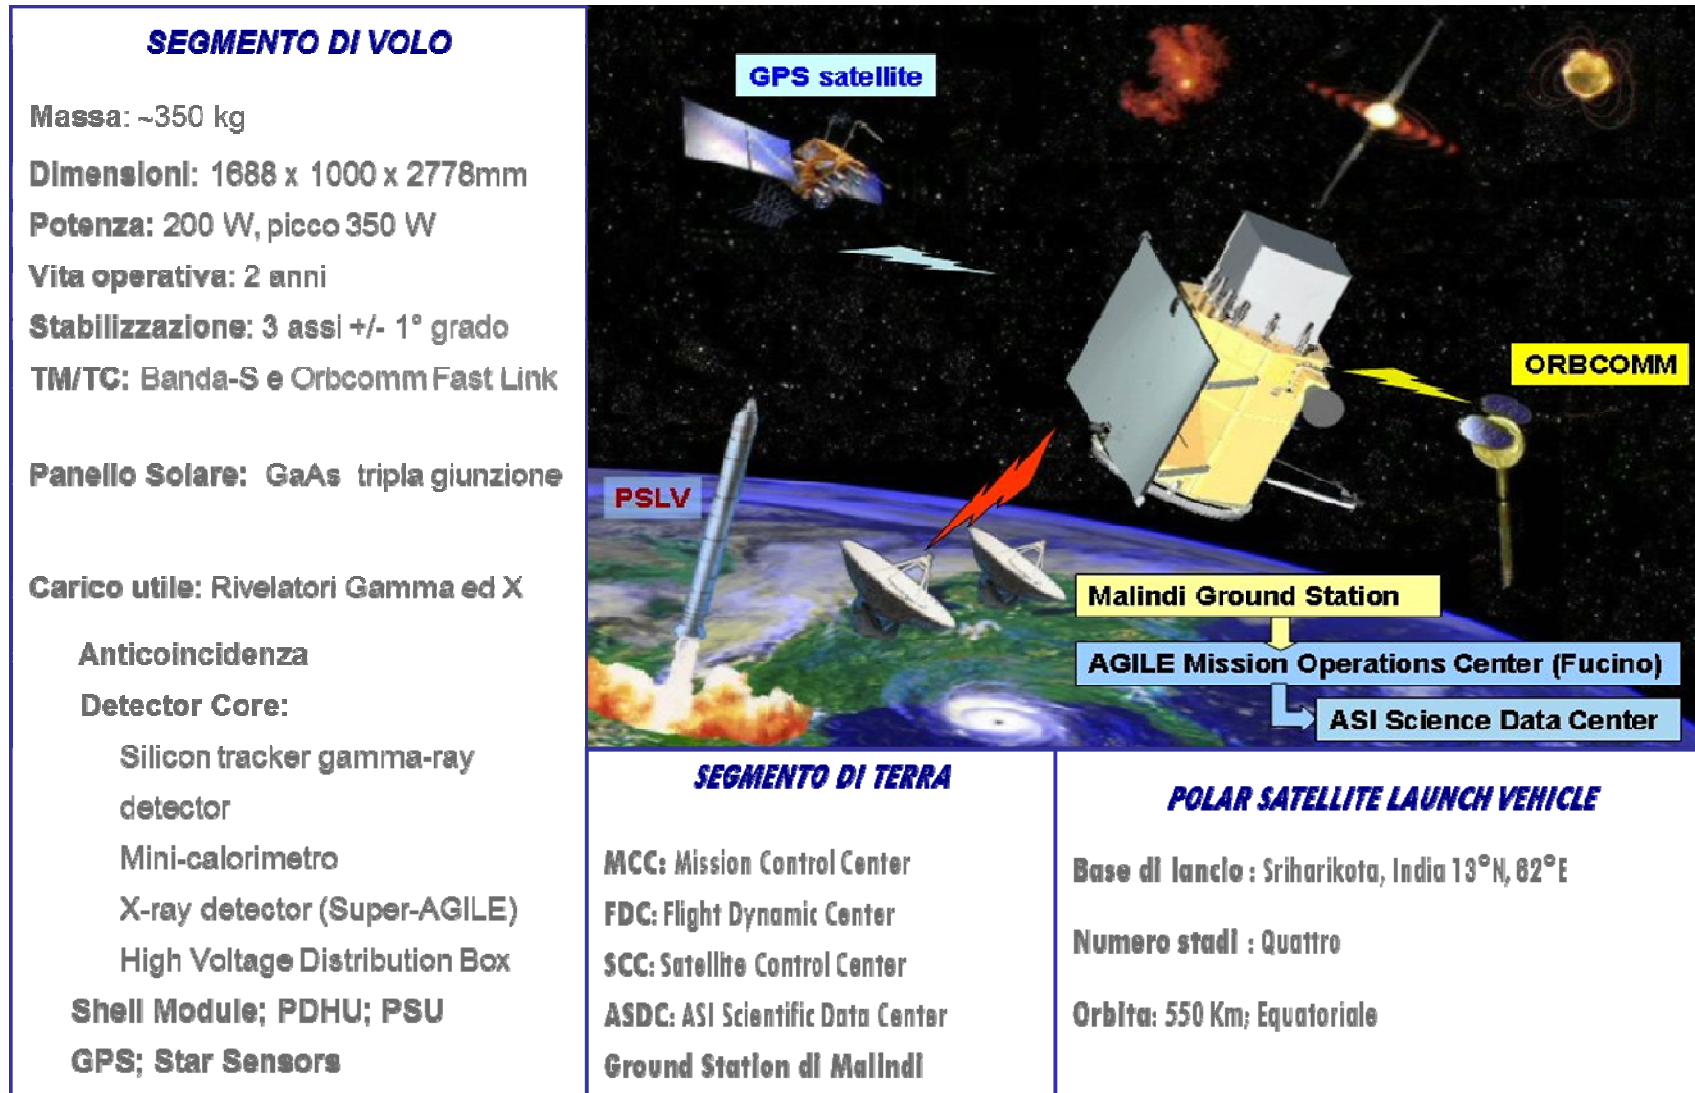 SEGMENTO DI VOLO
Massa: ~350 kg
Dimensioni: 1688 x 1000 x 2778mm
Potenza: 200 W, picco 350 W
Vita operativa: 2 anni
Stabilizzazione: 3 assi +/- 1° grado
TM/TC: Banda-S e Orbcomm Fast Link
Panello Solare: GaAs tripla giunzione
Carico utile: Rivelatori Gamma ed X
Anticoincidenza
Detector Core:
Silicon tracker gamma-ray
detector
Mini-calorimetro
X-ray detector (Super-AGILE)
High Voltage Distribution Box
Shell Module; PDHU; PSU
GPS; Star Sensors
GPS satellite
ORBCOMM
PSLV
Malindi Ground Station
AGILE Mission Operations Center (Fucino)
ASI Science Data Center
SEGMENTO DI TERRA
MCC: Mission Control Center
FDC: Flight Dynamic Center
SCC: Satellite Control Center
ASDC: ASI Scientific Data Center
Ground Station di Malindi
POLAR SATELLITE LAUNCH VEHICLE
Base di lancio : Sriharikota, India 13°N, 82°E
Numero stadi : Quattro
Orbita: 550 Km; Equatoriale